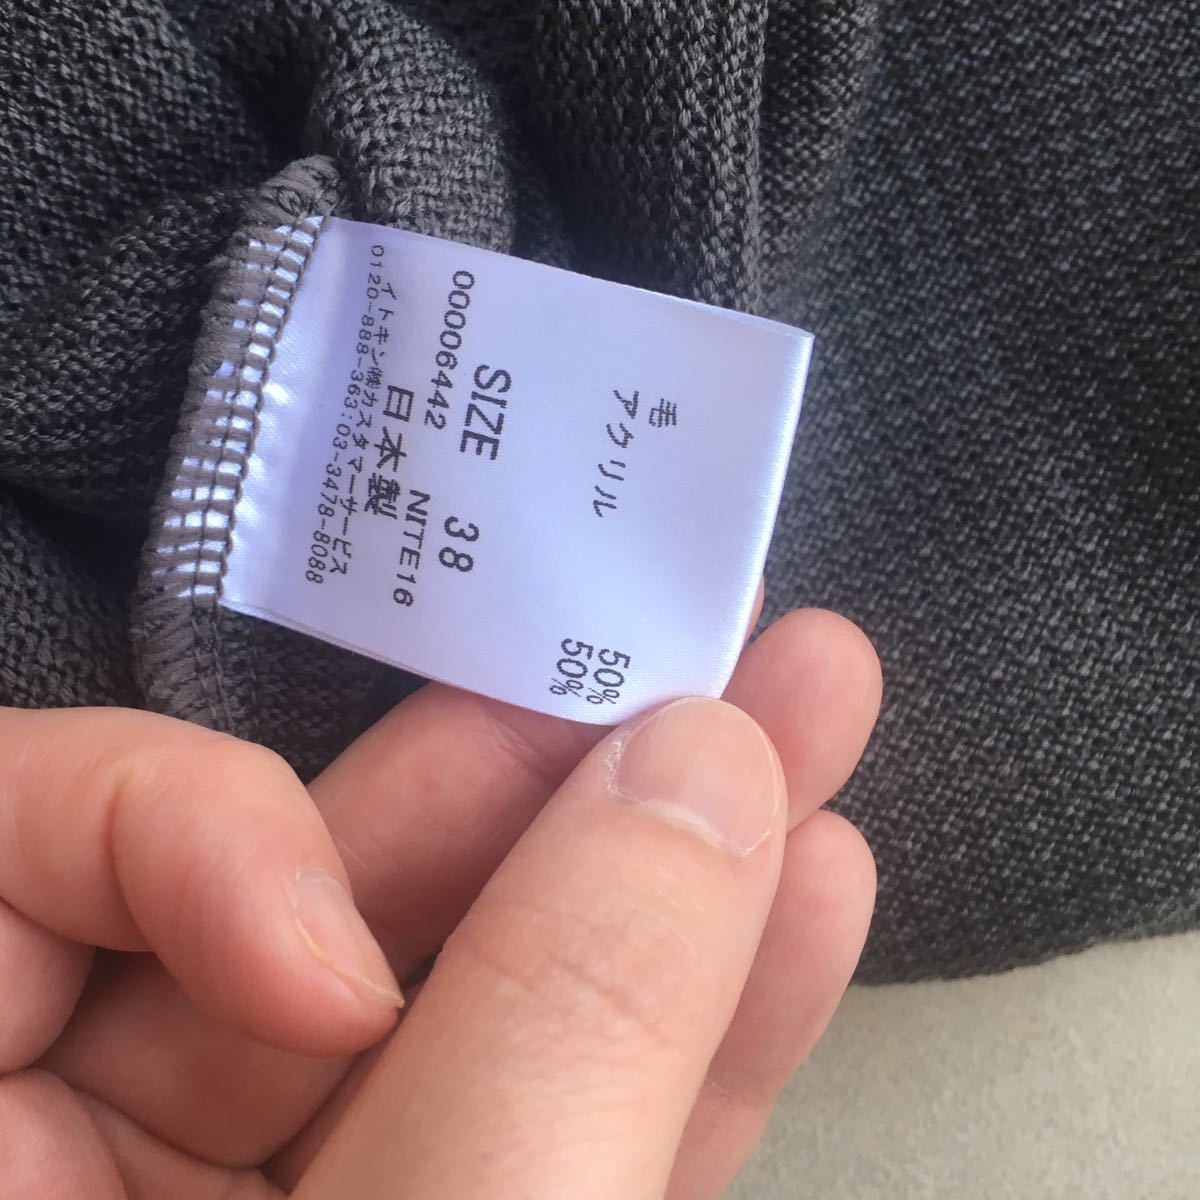 毛 50%
アクリル 50%
SIZE 38
00006442 NITE16
日本製
イトキン㈱カスタマーサービス
0120-888-363:03-3478-8088